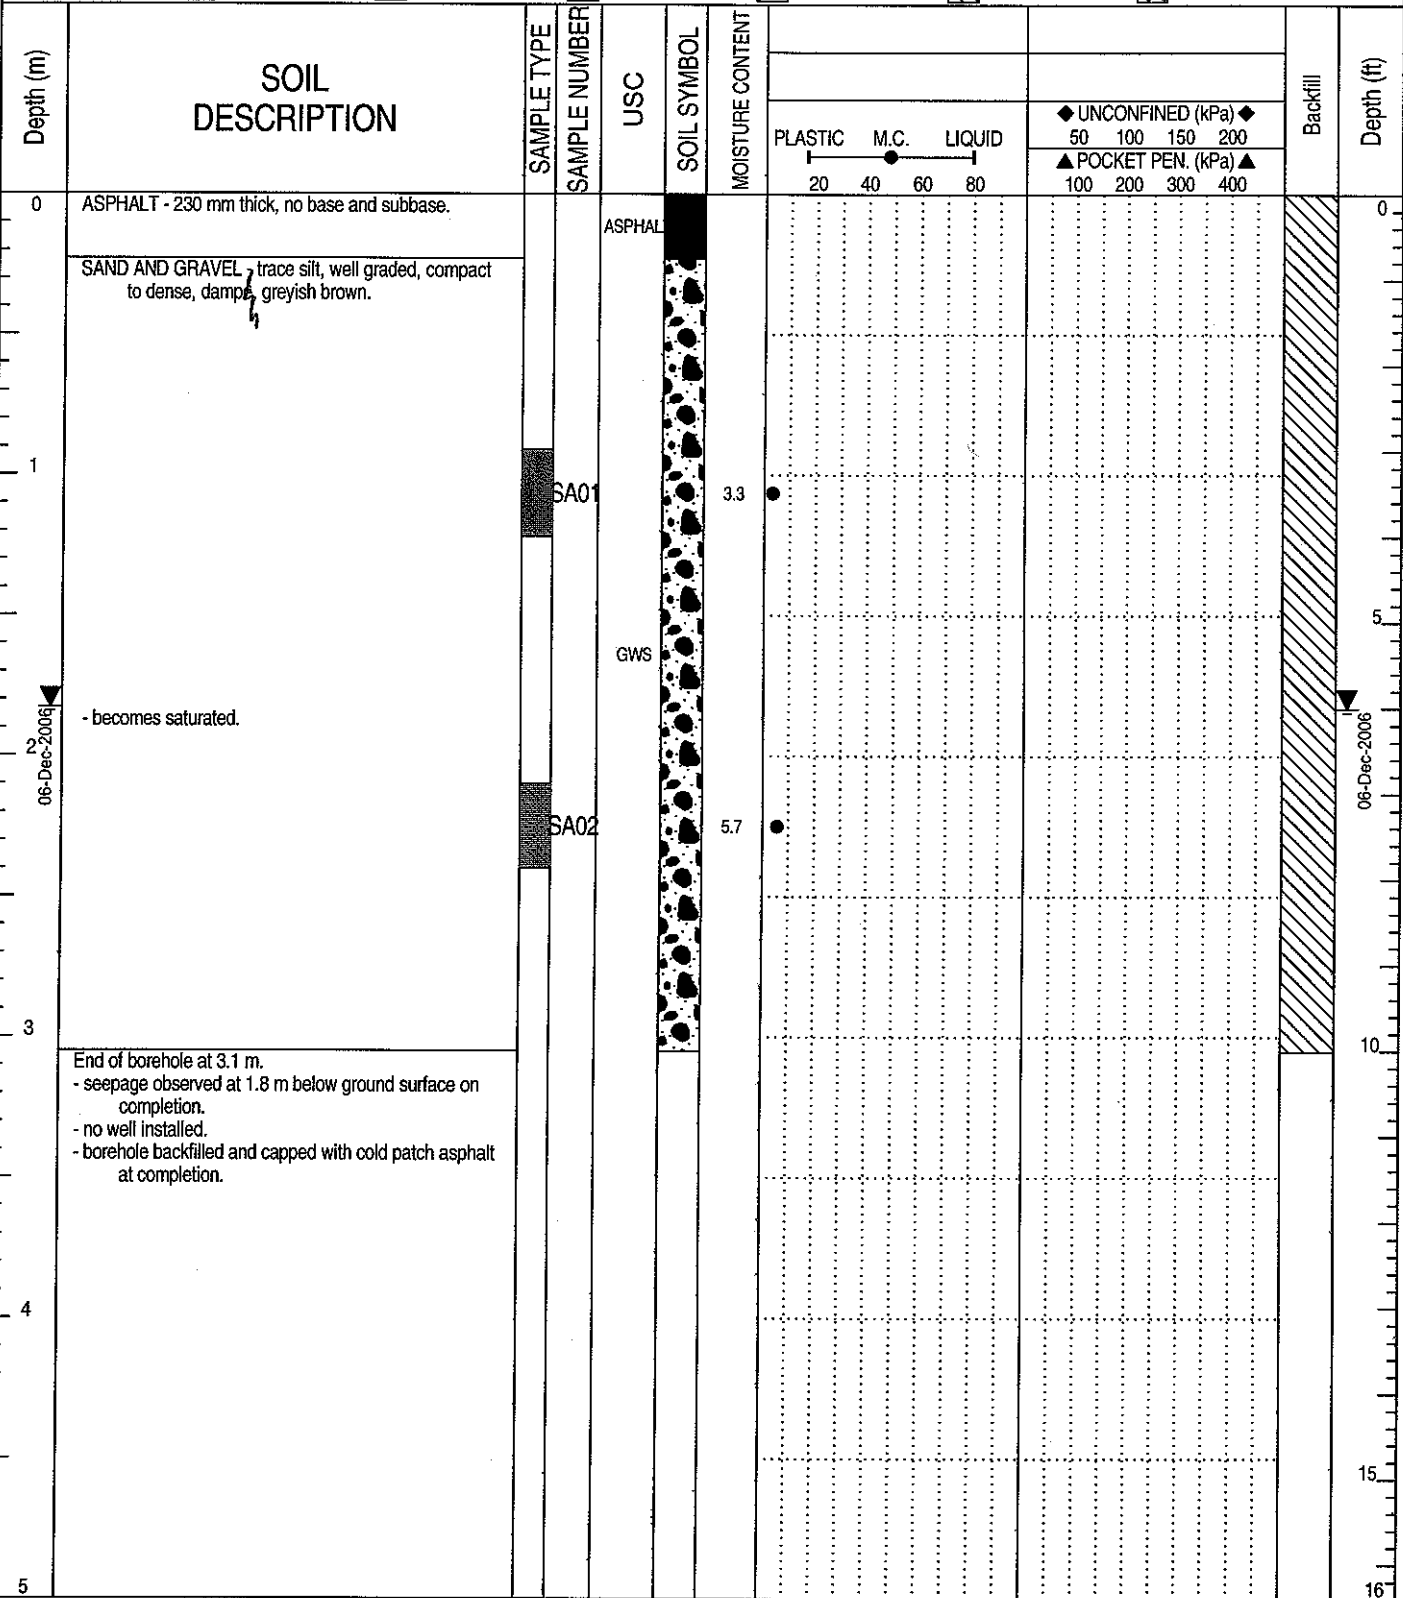 Depth (m)
SOIL
DESCRIPTION
SAMPLE TYPE
SAMPLE NUMBER
USC
SOIL SYMBOL
MOISTURE CONTENT
PLASTIC M.C. LIQUID
20 40 60 80
◆ UNCONFINED (kPa) ◆
50 100 150 200
▲ POCKET PEN. (kPa) ▲
100 200 300 400
Backfill
Depth (ft)
0
ASPHALT - 230 mm thick, no base and subbase.
ASPHAL
0
SAND AND GRAVEL, trace silt, well graded, compact
to dense, damp, greyish brown.
1
SA01
3.3
5
GWS
06-Dec-2006
- becomes saturated.
06-Dec-2006
2
SA02
5.7
3
10
End of borehole at 3.1 m.
- seepage observed at 1.8 m below ground surface on
completion.
- no well installed.
- borehole backfilled and capped with cold patch asphalt
at completion.
4
15
5
16